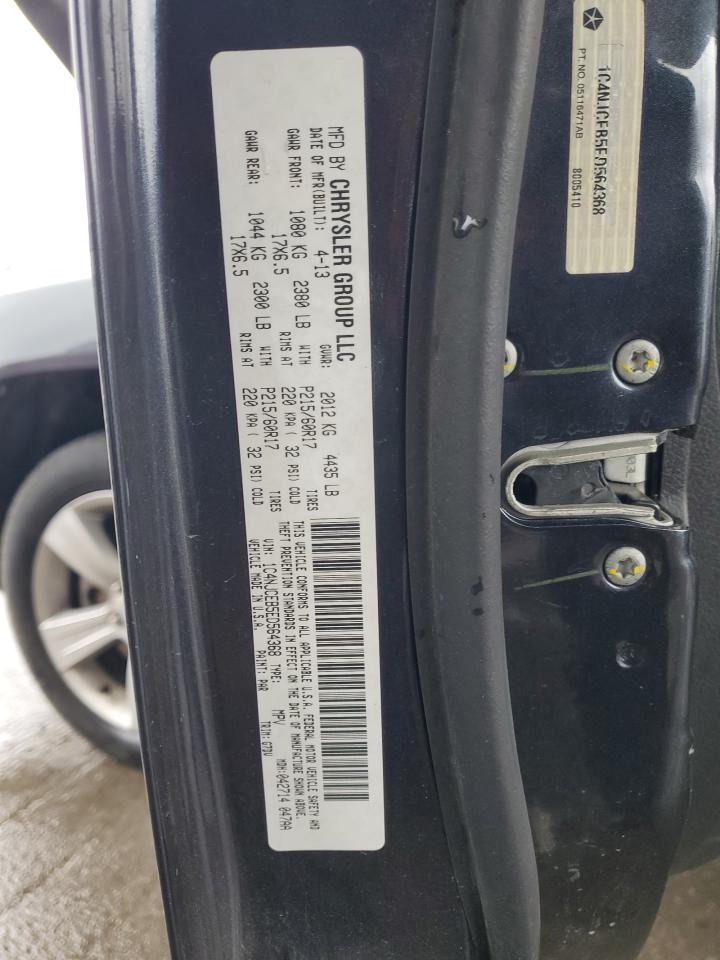 MFD BY CHRYSLER GROUP LLC
DATE OF MFR(BUILT): 4-13 GVWR: 2012 KG 4435 LB
GAWR FRONT: 1080 KG 2380 LB WITH P215/60R17 TIRES
17X6.5 RIMS AT 220 KPA ( 32 PSI) COLD
GAWR REAR: 1044 KG 2300 LB WITH P215/60R17 TIRES
17X6.5 RIMS AT 220 KPA ( 32 PSI) COLD
THIS VEHICLE CONFORMS TO ALL APPLICABLE U.S.A. FEDERAL MOTOR VEHICLE SAFETY AND
THEFT PREVENTION STANDARDS IN EFFECT ON THE DATE OF MANUFACTURE SHOWN ABOVE.
VIN: 1C4NJCEB5ED564368 TYPE: MPV MDH:042714 047AA
VEHICLE MADE IN U.S.A. PAINT: PAR TRIM: G7DV
1C4NJCEB5ED564368
PT. NO. 05116471AB 8005410